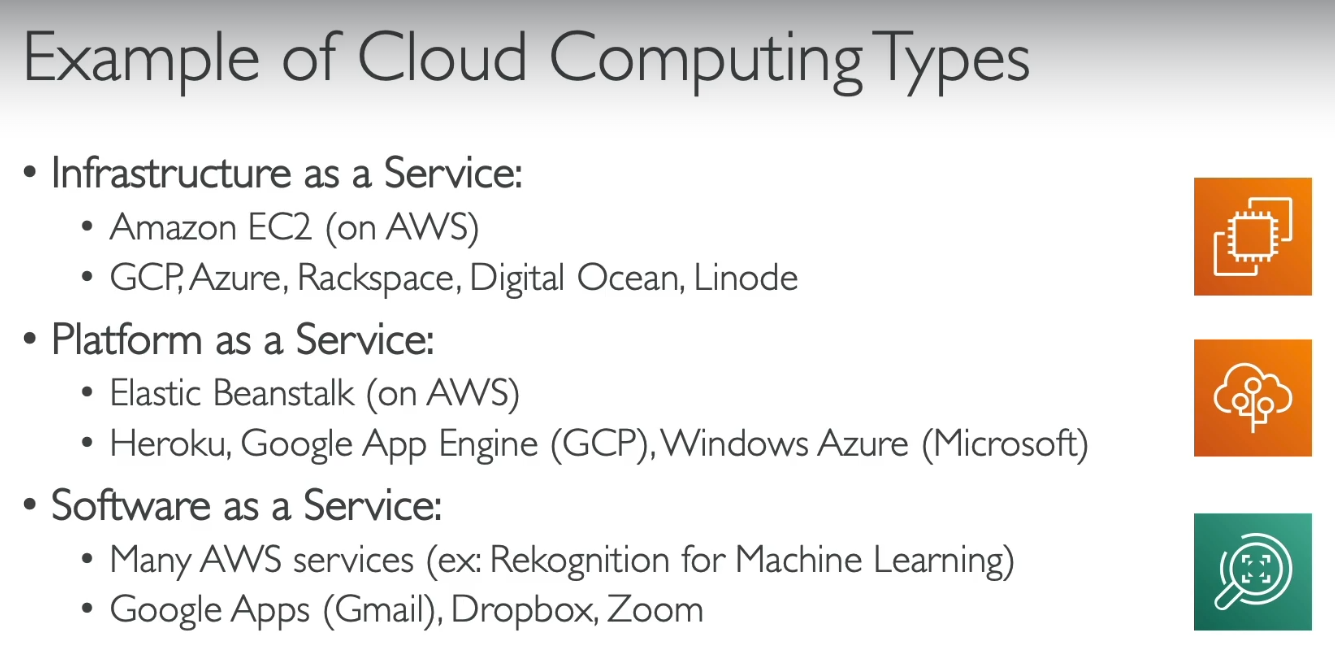 Example of Cloud Computing Types
• Infrastructure as a Service:
• Amazon EC2 (on AWS)
• GCP, Azure, Rackspace, Digital Ocean, Linode
• Platform as a Service:
• Elastic Beanstalk (on AWS)
• Heroku, Google App Engine (GCP), Windows Azure (Microsoft)
• Software as a Service:
• Many AWS services (ex: Rekognition for Machine Learning)
• Google Apps (Gmail), Dropbox, Zoom